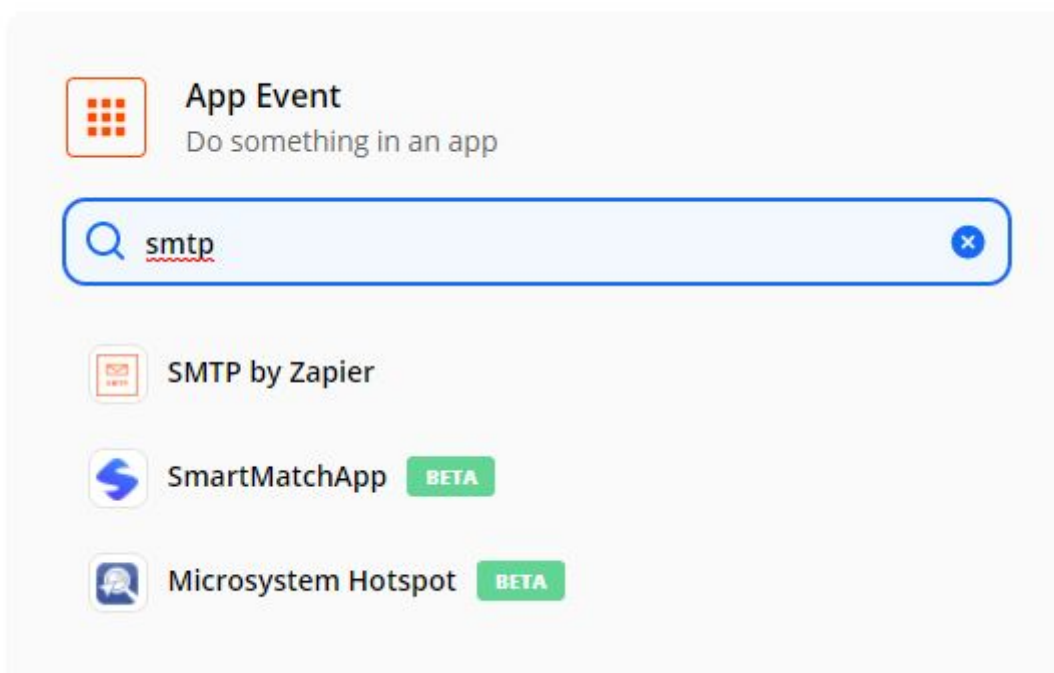 App Event
Do something in an app
smtp
SMTP by Zapier
SmartMatchApp BETA
Microsystem Hotspot BETA